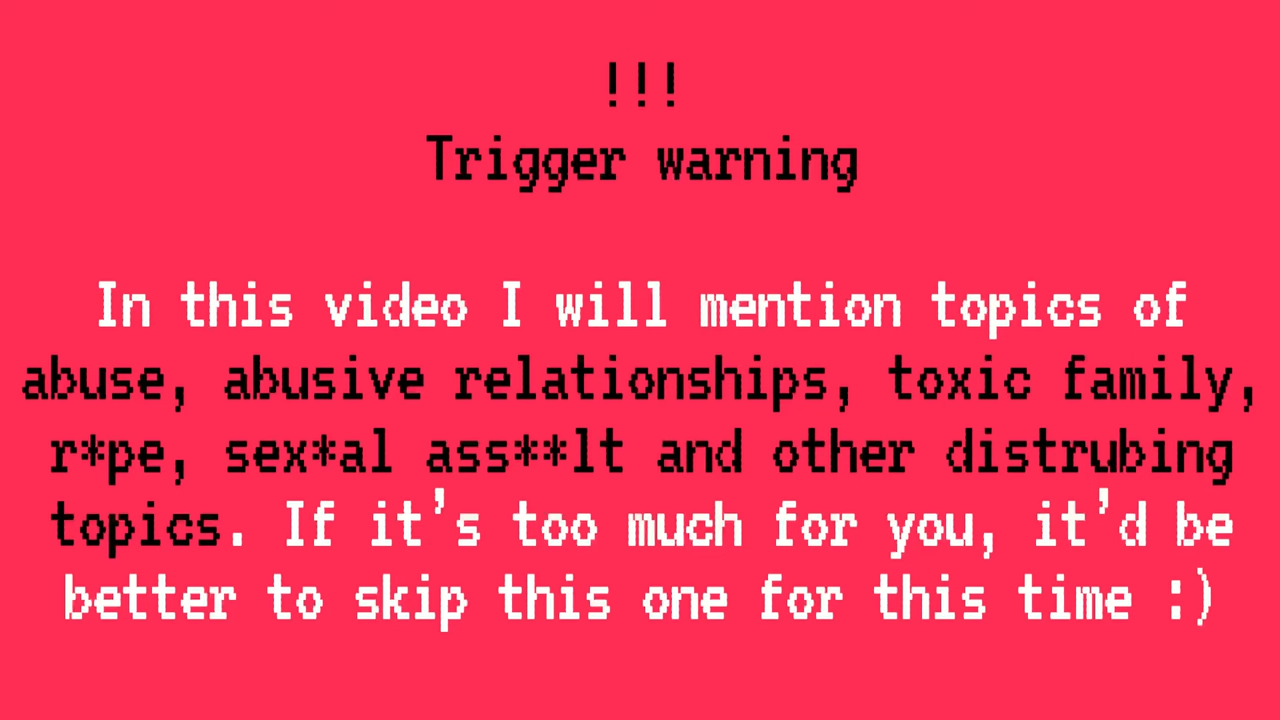 !!!
Trigger warning
In this video I will mention topics of
abuse, abusive relationships, toxic family,
r*pe, sex*al ass**lt and other distrubing
topics. If it's too much for you, it'd be
better to skip this one for this time :)